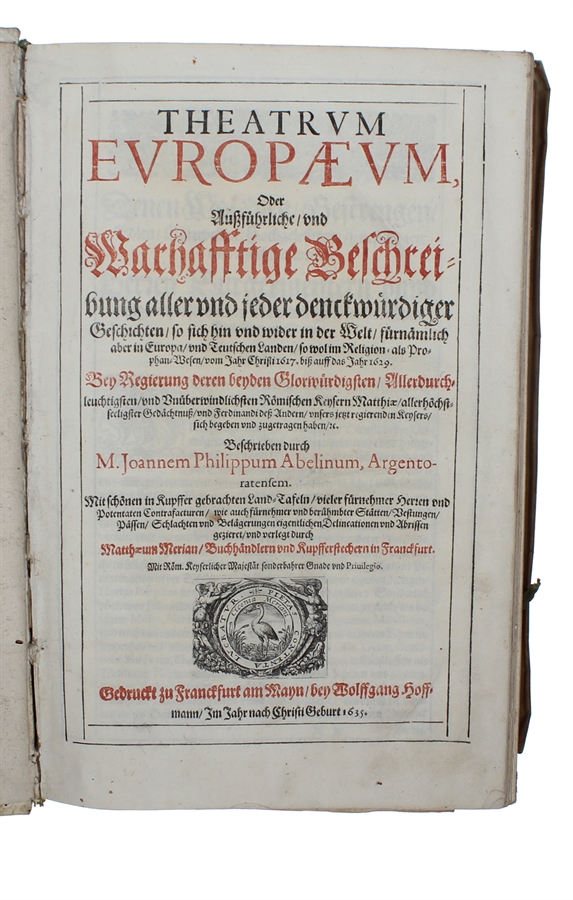 THEATRVM
EVROPÆVM,
Oder
Außführliche/ vnd
Warhafftige Beschrei-
bung aller vnd jeder denckwürdiger
Geschichten/ so sich hin vnd wider in der Welt/ fürnämlich
aber in Europa/ vnd Teutschen Landen/ so wol im Religion- als Pro-
phan-Wesen/ vom Jahr Christi 1617. biß auff das Jahr 1629.
Bey Regierung deren beyden Glorwürdigsten/ Allerdurch-
leuchtigsten/ vnd Vnüberwindlichsten Römischen Keysern Matthiæ/ allerhöchst-
seeligster Gedächtnuß/ vnd Ferdinandi deß Andern/ vnsers jetzt regierenden Keysers/
sich begeben vnd zugetragen haben/ ꝛc.
Beschrieben durch
M. Joannem Philippum Abelinum, Argento-
ratensem.
Mit schönen in Kupffer gebrachten Land-Tafeln/ vieler fürnehmer Herren vnd
Potentaten Contrafacturen/ wie auch fürnehmer vnd berühmbter Stätten/ Vestungen/
Pässen/ Schlachten vnd Belägerungen eigentlichen Delineationen vnd Abrissen
gezieret/ vnd verlegt durch
Matthæum Merian/ Buchhändlern vnd Kupfferstechern in Franckfurt.
Mit Röm. Keyserlicher Majestät sonderbahrer Gnade vnd Priuilegio.
PIETAS CONTENTA LVCRATVR
Gedruckt zu Franckfurt am Mayn/ bey Wolffgang Hoff-
mann/ Im Jahr nach Christi Geburt 1635.